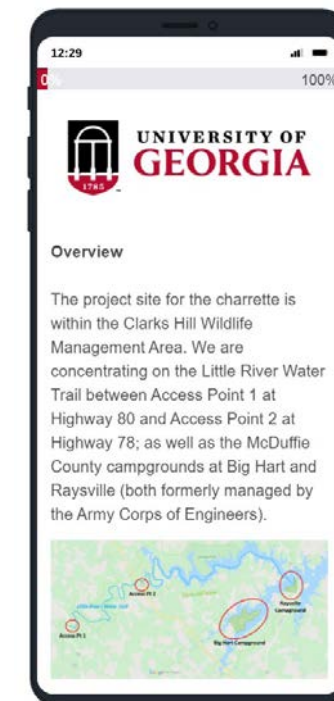 12:29
0%
100%
UNIVERSITY OF
GEORGIA
1785
Overview
The project site for the charrette is
within the Clarks Hill Wildlife
Management Area. We are
concentrating on the Little River Water
Trail between Access Point 1 at
Highway 80 and Access Point 2 at
Highway 78; as well as the McDuffie
County campgrounds at Big Hart and
Raysville (both formerly managed by
the Army Corps of Engineers).
Access Pt 2
Raysville
Campground
Access Pt 1
Big Hart Campground